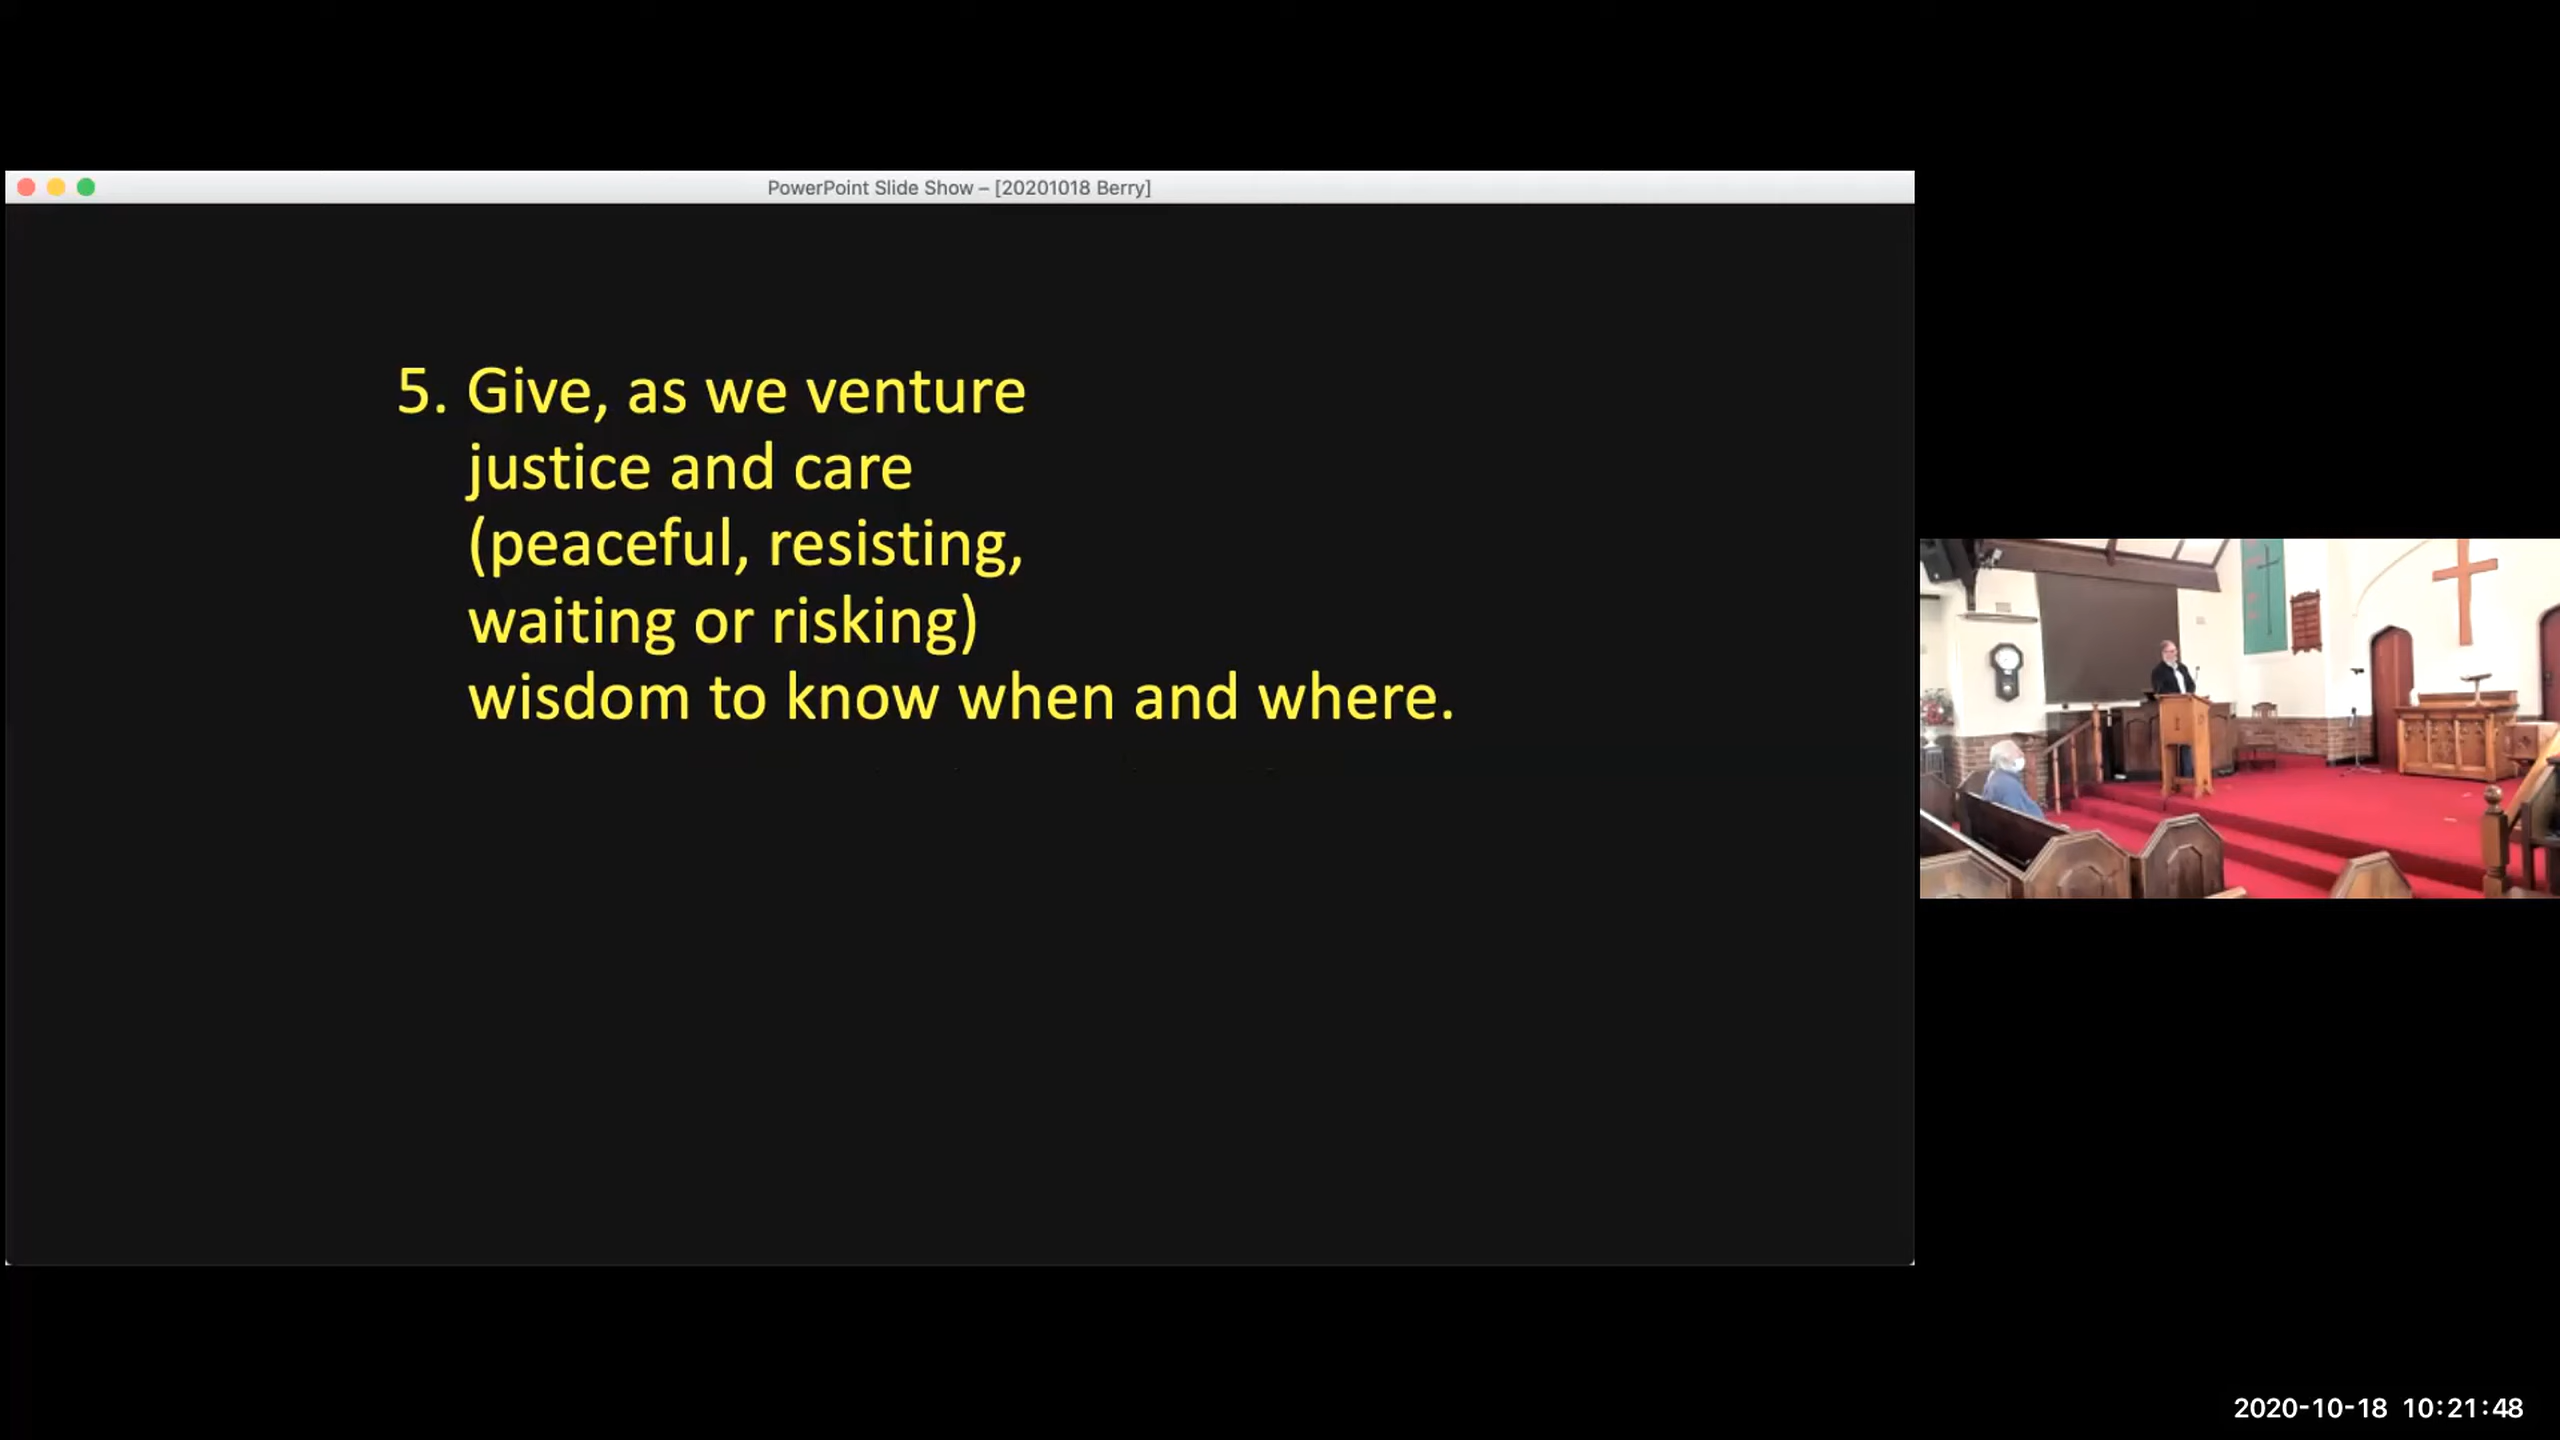 PowerPoint Slide Show – [20201018 Berry]
5. Give, as we venture
justice and care
(peaceful, resisting,
waiting or risking)
wisdom to know when and where.
2020-10-18 10:21:48